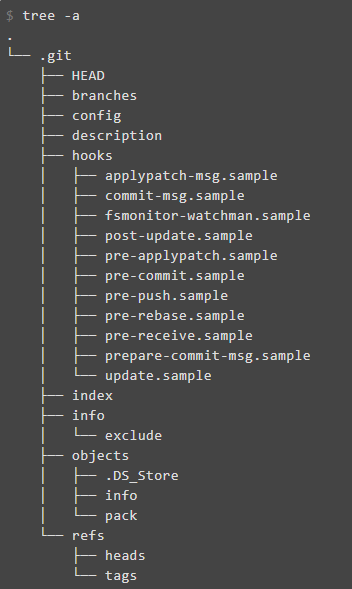 $ tree -a
.
└── .git
    ├── HEAD
    ├── branches
    ├── config
    ├── description
    ├── hooks
    │   ├── applypatch-msg.sample
    │   ├── commit-msg.sample
    │   ├── fsmonitor-watchman.sample
    │   ├── post-update.sample
    │   ├── pre-applypatch.sample
    │   ├── pre-commit.sample
    │   ├── pre-push.sample
    │   ├── pre-rebase.sample
    │   ├── pre-receive.sample
    │   ├── prepare-commit-msg.sample
    │   └── update.sample
    ├── index
    ├── info
    │   └── exclude
    ├── objects
    │   ├── .DS_Store
    │   ├── info
    │   └── pack
    └── refs
        ├── heads
        └── tags